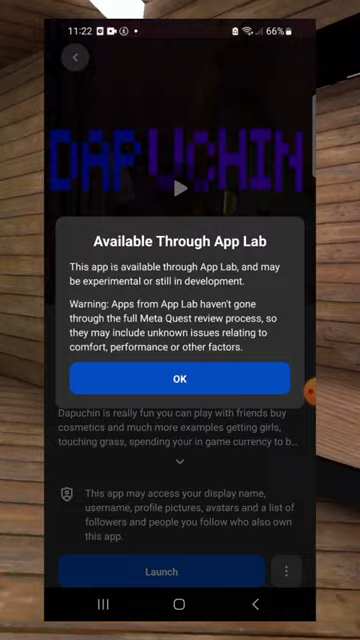 11:22
66%
DAPUCHIN
Available Through App Lab
This app is available through App Lab, and may
be experimental or still in development.
Warning: Apps from App Lab haven't gone
through the full Meta Quest review process, so
they may include unknown issues relating to
comfort, performance or other factors.
OK
Dapuchin is really fun you can play with friends buy
cosmetics and much more examples getting girls,
touching grass, spending your in game currency to b...
This app may access your display name,
username, profile pictures, avatars and a list of
followers and people you follow who also own
this app.
Launch